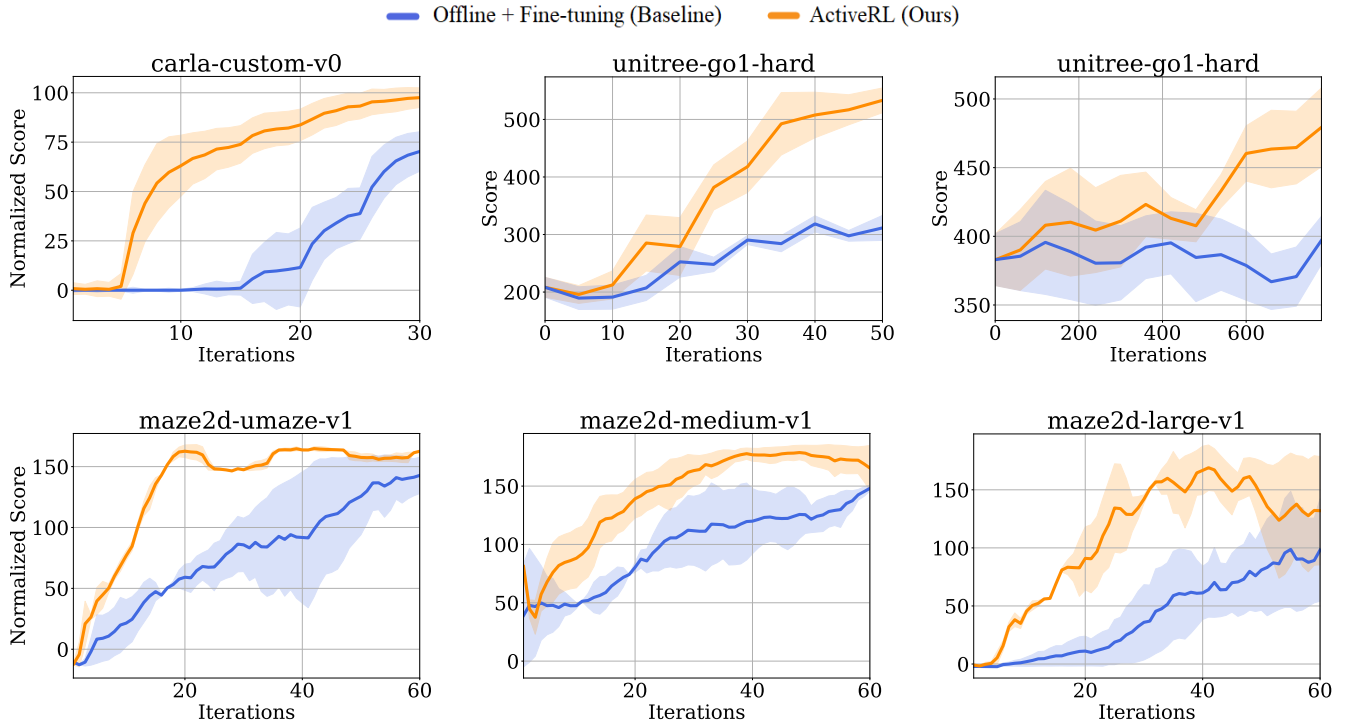 Offline + Fine-tuning (Baseline) ActiveRL (Ours)
carla-custom-v0
Normalized Score
100
75
50
25
0
10 20 30
Iterations
unitree-go1-hard
Score
500
400
300
200
0 10 20 30 40 50
Iterations
unitree-go1-hard
Score
500
450
400
350
0 200 400 600
Iterations
maze2d-umaze-v1
Normalized Score
150
100
50
0
20 40 60
Iterations
maze2d-medium-v1
150
100
50
0
20 40 60
Iterations
maze2d-large-v1
150
100
50
0
20 40 60
Iterations